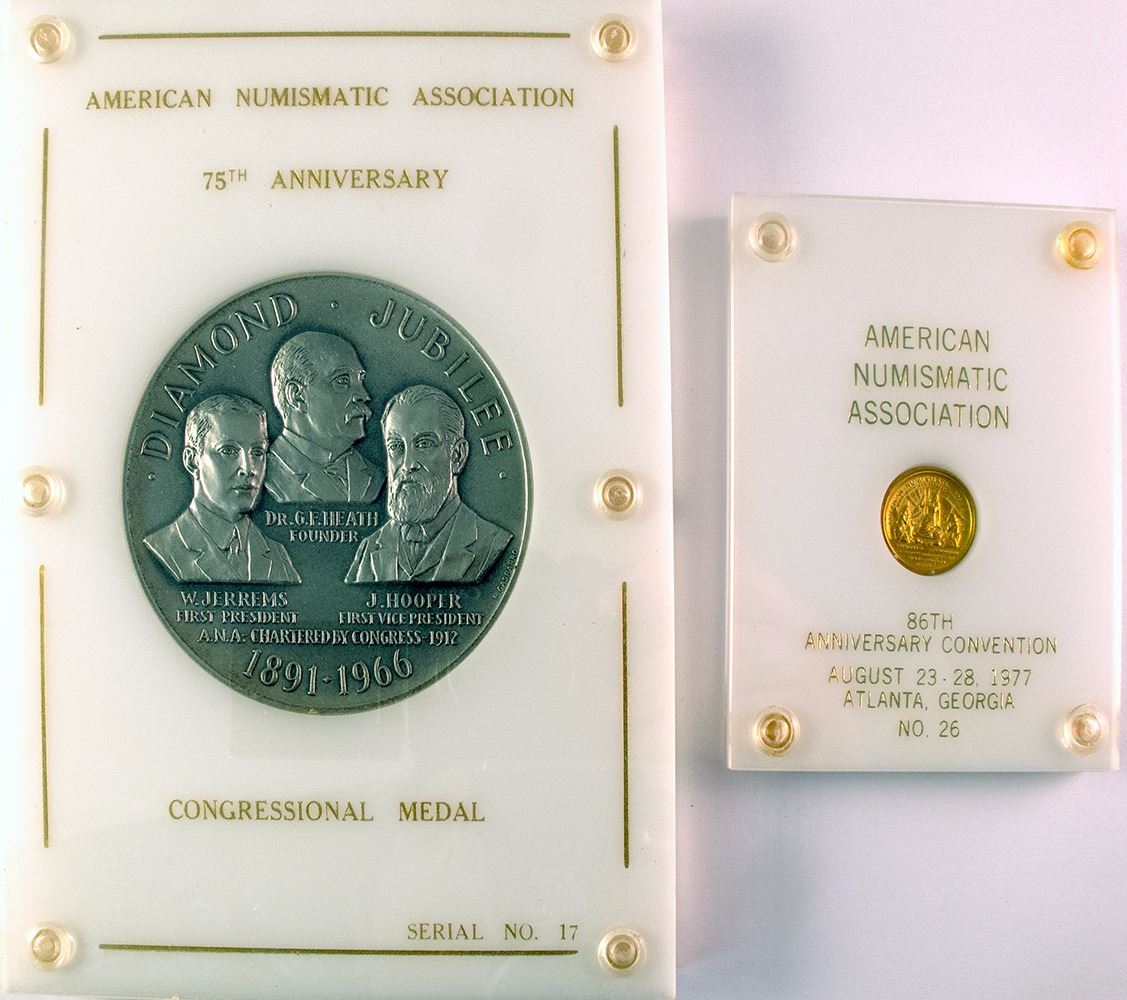 AMERICAN NUMISMATIC ASSOCIATION
75TH ANNIVERSARY
DIAMOND · JUBILEE
DR. G.F. HEATH
FOUNDER
W. JERREMS
FIRST PRESIDENT
J. HOOPER
FIRST VICE PRESIDENT
A.N.A. CHARTERED BY CONGRESS-1912
1891-1966
CONGRESSIONAL MEDAL
SERIAL NO. 17
AMERICAN
NUMISMATIC
ASSOCIATION
86TH
ANNIVERSARY CONVENTION
AUGUST 23-28, 1977
ATLANTA, GEORGIA
NO. 26